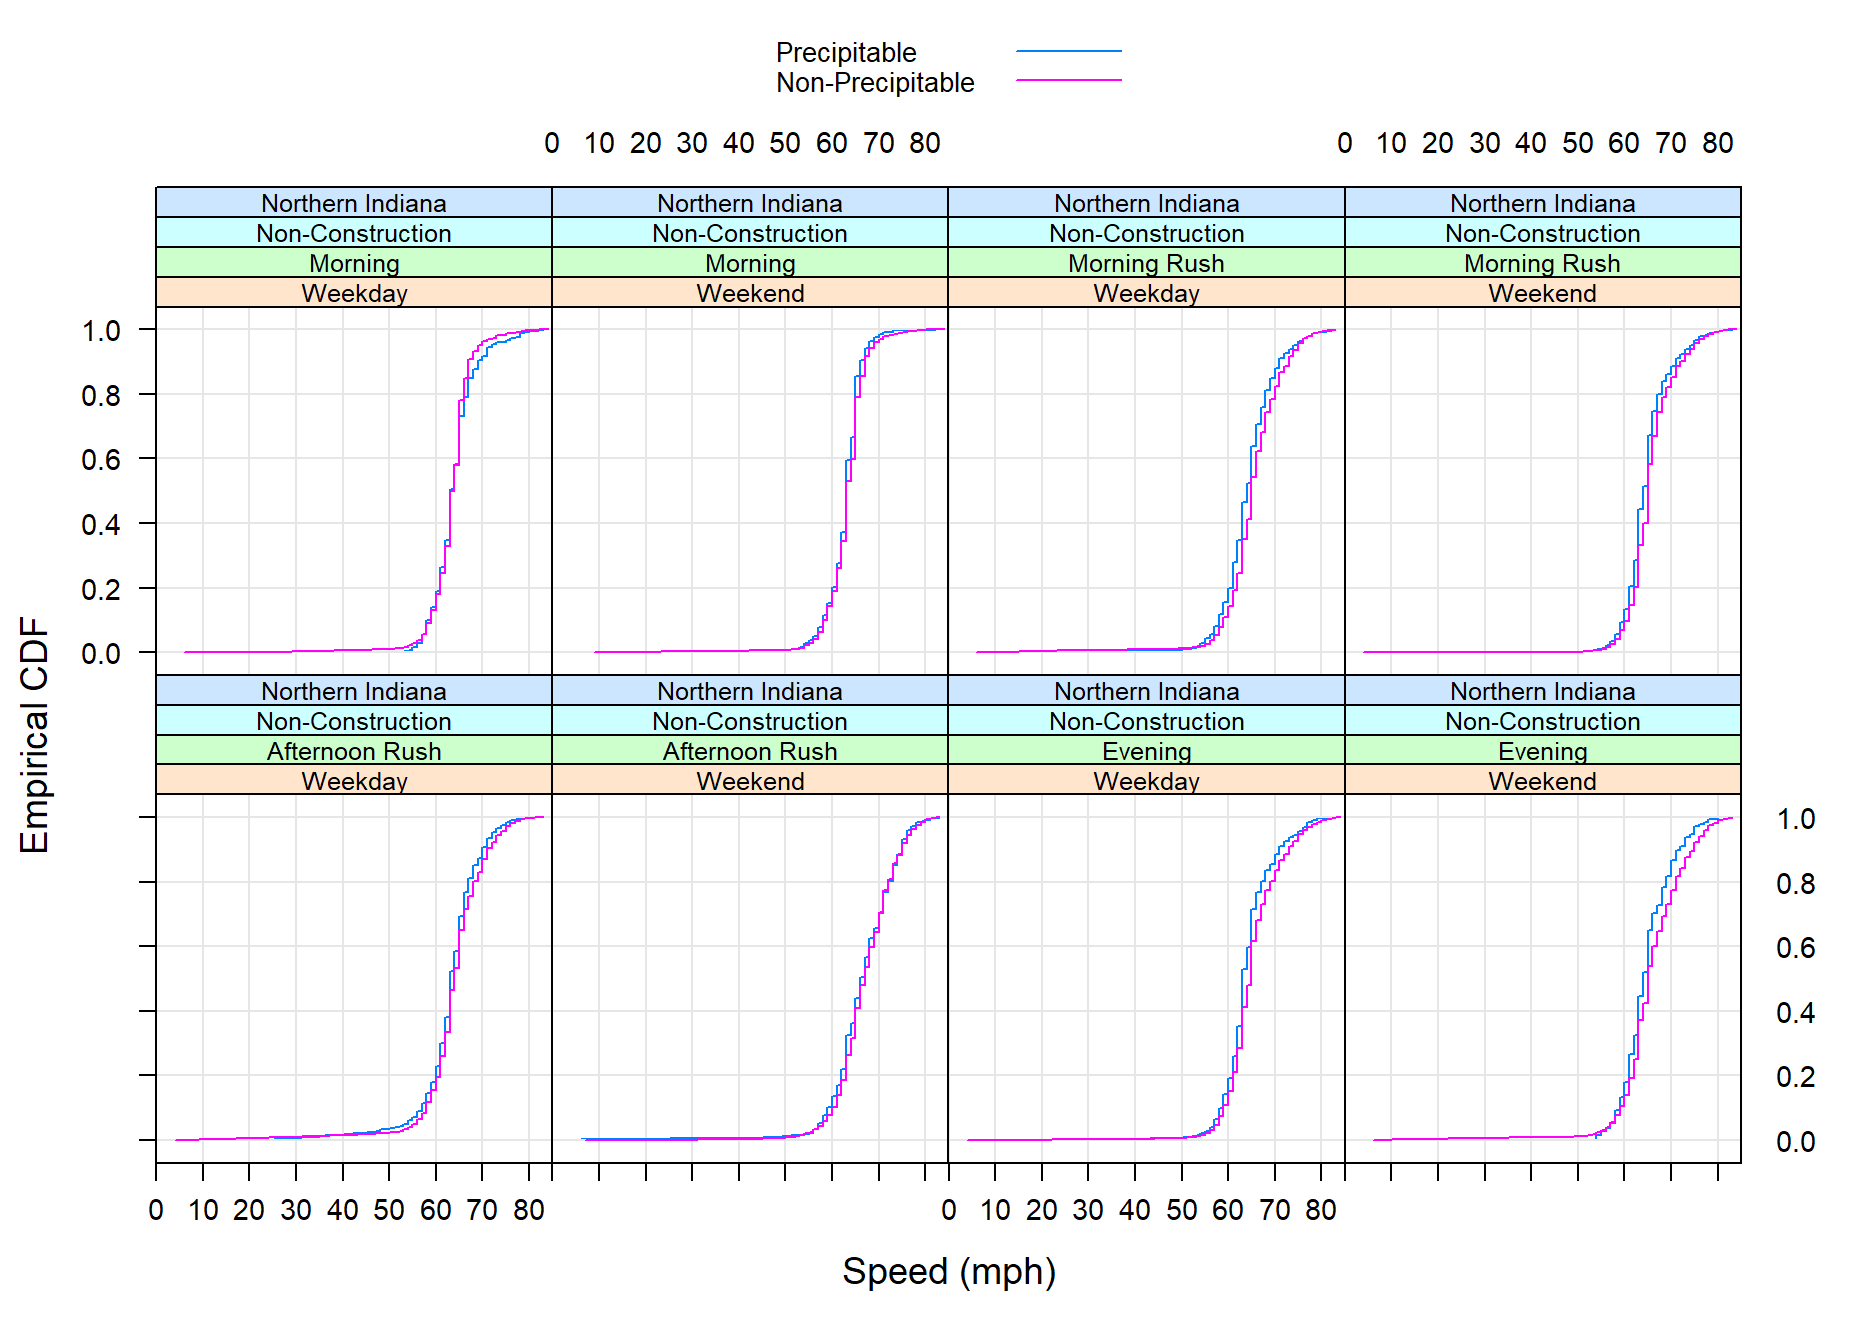 Precipitable
Non-Precipitable
0 10 20 30 40 50 60 70 80 0 10 20 30 40 50 60 70 80
Northern Indiana Northern Indiana Northern Indiana Northern Indiana
Non-Construction Non-Construction Non-Construction Non-Construction
Morning Morning Morning Rush Morning Rush
Weekday Weekend Weekday Weekend
1.0
0.8
0.6
0.4
0.2
0.0
Northern Indiana Northern Indiana Northern Indiana Northern Indiana
Non-Construction Non-Construction Non-Construction Non-Construction
Afternoon Rush Afternoon Rush Evening Evening
Weekday Weekend Weekday Weekend
1.0
0.8
0.6
0.4
0.2
0.0
0 10 20 30 40 50 60 70 80 0 10 20 30 40 50 60 70 80
Empirical CDF
Speed (mph)